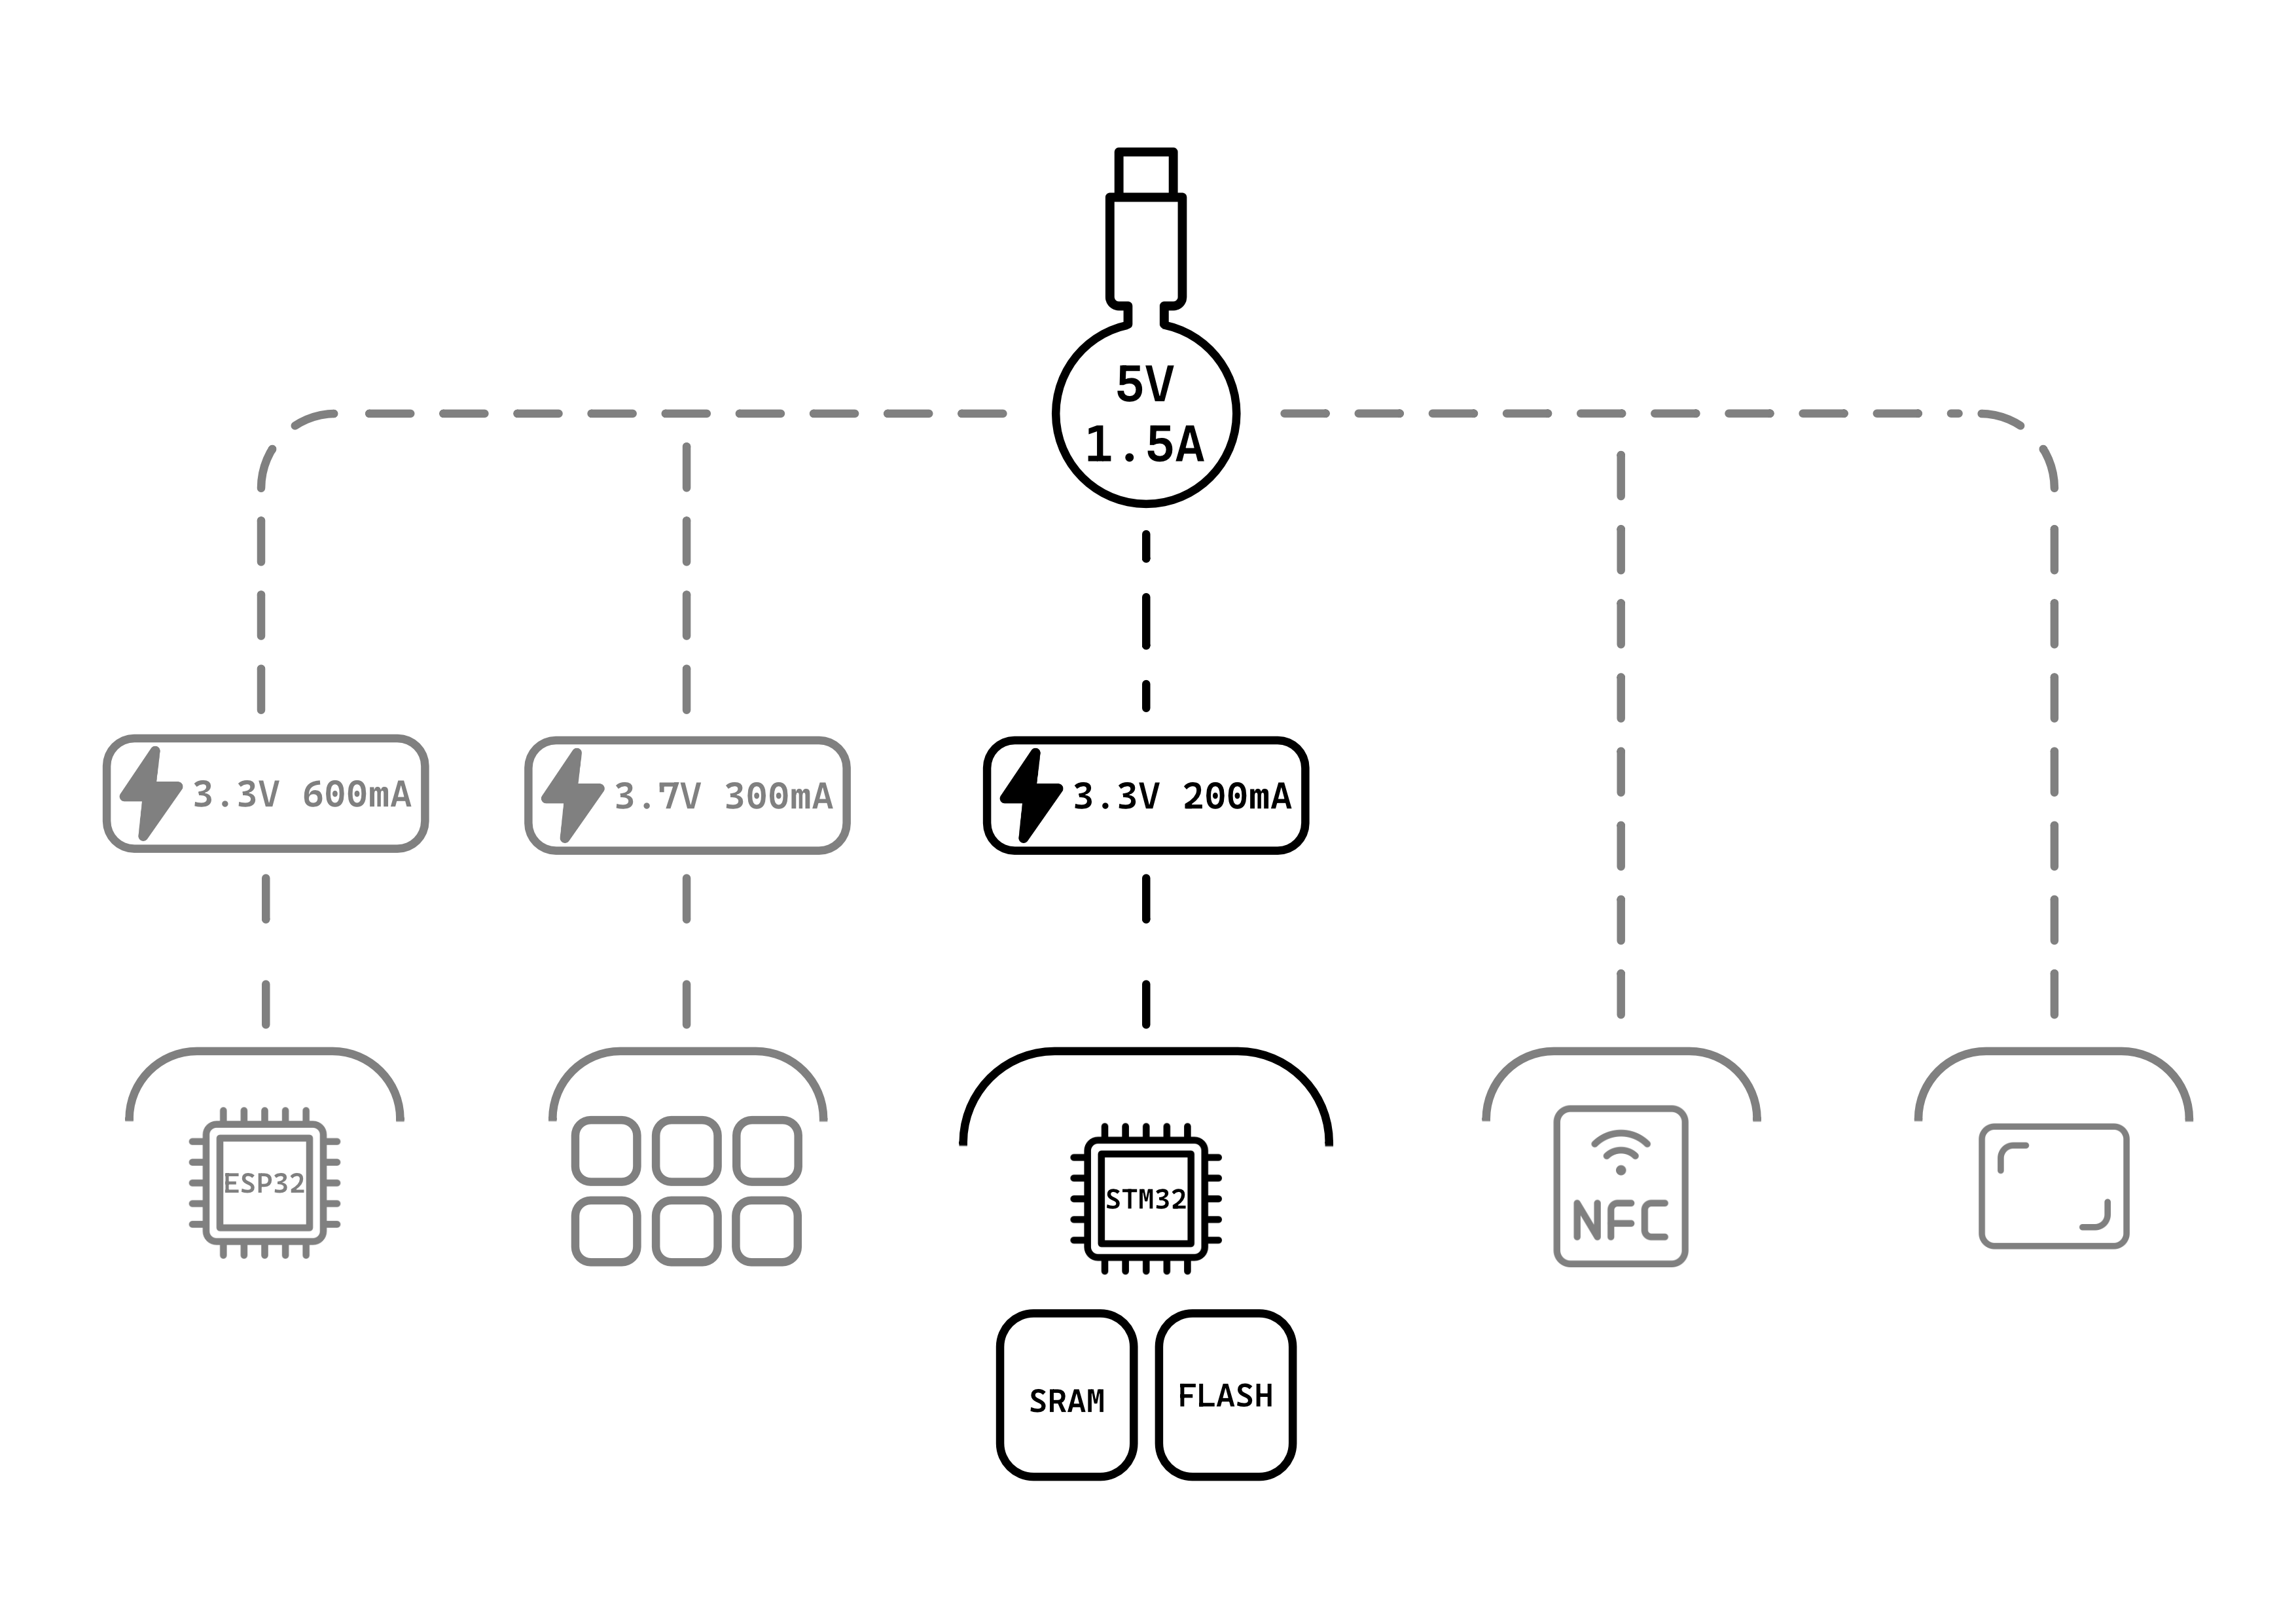 5V
1.5A
3.3V 600mA
3.7V 300mA
3.3V 200mA
ESP32
STM32
NFC
SRAM
FLASH